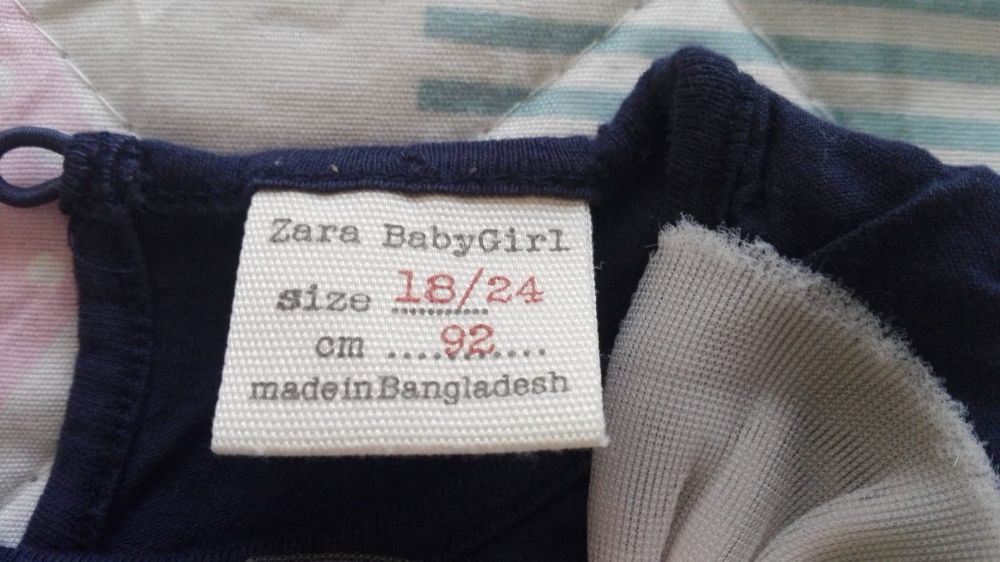 Zara BabyGirl
size 18/24
cm ....92....
madeinBangladesh